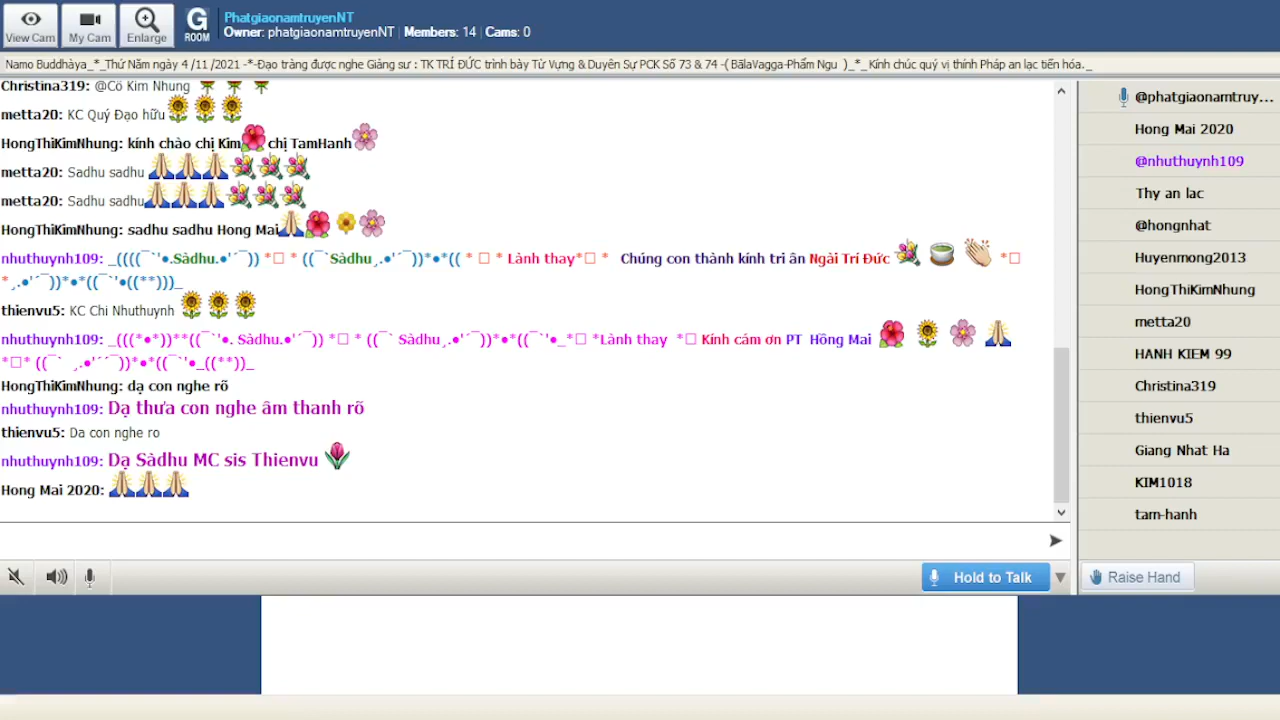 View Cam
My Cam
Enlarge
G
ROOM
PhatgiaonamtruyenNT
Owner: phatgiaonamtruyenNT | Members: 14 | Cams: 0
Namo Buddhàya_*_Thứ Năm ngày 4 /11 /2021 -*-Đạo tràng được nghe Giảng sư : TK TRÍ ĐỨC trình bày Từ Vựng & Duyên Sự PCK Số 73 & 74 -( BãlaVagga-Phẩm Ngu )_*_ Kính chúc quý vị thính Pháp an lạc tiến hóa._
Christina319: @Cô Kim Nhung
metta20: KC Quý Đạo hữu
HongThiKimNhung: kính chào chị Kim chị TamHanh
metta20: Sadhu sadhu
metta20: Sadhu sadhu
HongThiKimNhung: sadhu sadhu Hong Mai
nhuthuynh109: _((((¯`'●.Sàdhu.●'´¯)) *□ * ((¯`Sàdhu¸.●'´¯))*●*(( * □ * Lành thay*□ * Chúng con thành kính tri ân Ngài Trí Đức *□
*¸.●'´¯))*●*((¯`'●((**)))_
thienvu5: KC Chi Nhuthuynh
nhuthuynh109: _(((*●*))**((¯`'●. Sàdhu.●'´¯)) *□ * ((¯` Sàdhu¸.●'´¯))*●*((¯`'●_*□ *Lành thay *□ Kính cám ơn PT Hồng Mai
*□* ((¯` ¸.●'´´¯))*●*((¯`'●_((**))_
HongThiKimNhung: dạ con nghe rõ
nhuthuynh109: Dạ thưa con nghe âm thanh rõ
thienvu5: Da con nghe ro
nhuthuynh109: Dạ Sàdhu MC sis Thienvu
Hong Mai 2020:
@phatgiaonamtruy...
Hong Mai 2020
@nhuthuynh109
Thy an lac
@hongnhat
Huyenmong2013
HongThiKimNhung
metta20
HANH KIEM 99
Christina319
thienvu5
Giang Nhat Ha
KIM1018
tam-hanh
Hold to Talk
Raise Hand